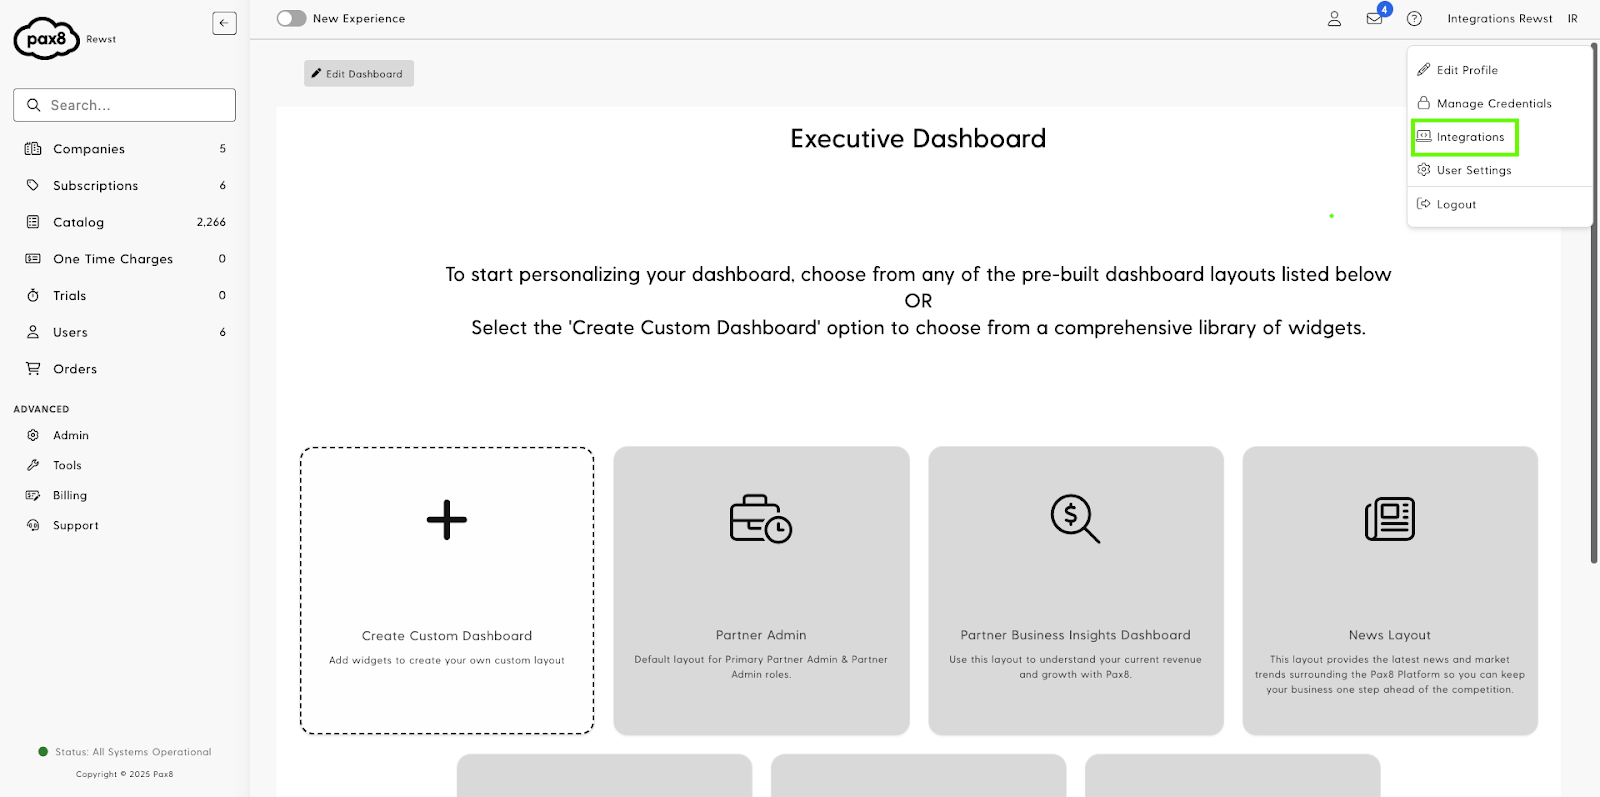 pax8
Rewst
←
New Experience
4
Integrations Rewst
IR
Search...
Companies 5
Subscriptions 6
Catalog 2,266
One Time Charges 0
Trials 0
Users 6
Orders
ADVANCED
Admin
Tools
Billing
Support
Status: All Systems Operational
Copyright © 2025 Pax8
Edit Dashboard
Edit Profile
Manage Credentials
Integrations
User Settings
Logout
Executive Dashboard
To start personalizing your dashboard, choose from any of the pre-built dashboard layouts listed below
OR
Select the 'Create Custom Dashboard' option to choose from a comprehensive library of widgets.
Create Custom Dashboard
Add widgets to create your own custom layout
Partner Admin
Default layout for Primary Partner Admin & Partner
Admin roles.
Partner Business Insights Dashboard
Use this layout to understand your current revenue
and growth with Pax8.
News Layout
This layout provides the latest news and market
trends surrounding the Pax8 Platform so you can keep
your business one step ahead of the competition.